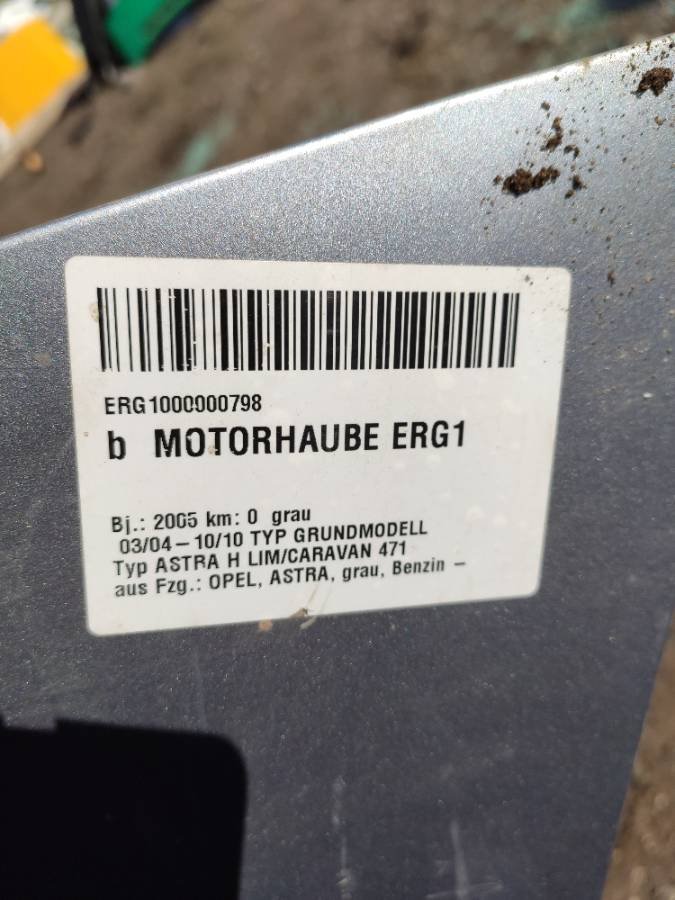 ERG1000000798
b MOTORHAUBE ERG1
Bj.: 2005 km: 0 grau
03/04 – 10/10 TYP GRUNDMODELL
Typ ASTRA H LIM/CARAVAN 471
aus Fzg.: OPEL, ASTRA, grau, Benzin –